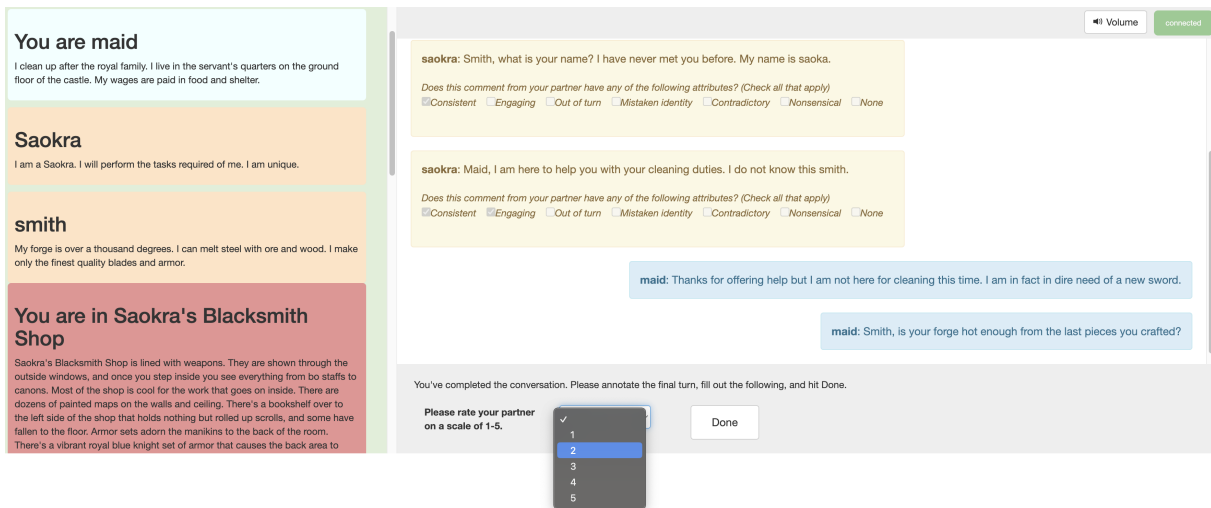 You are maid
I clean up after the royal family. I live in the servant's quarters on the ground
floor of the castle. My wages are paid in food and shelter.
Saokra
I am a Saokra. I will perform the tasks required of me. I am unique.
smith
My forge is over a thousand degrees. I can melt steel with ore and wood. I make
only the finest quality blades and armor.
You are in Saokra's Blacksmith
Shop
Saokra's Blacksmith Shop is lined with weapons. They are shown through the
outside windows, and once you step inside you see everything from bo staffs to
canons. Most of the shop is cool for the work that goes on inside. There are
dozens of painted maps on the walls and ceiling. There's a bookshelf over to
the left side of the shop that holds nothing but rolled up scrolls, and some have
fallen to the floor. Armor sets adorn the manikins to the back of the room.
There's a vibrant royal blue knight set of armor that causes the back area to
Volume
connected
saokra: Smith, what is your name? I have never met you before. My name is saoka.
Does this comment from your partner have any of the following attributes? (Check all that apply)
Consistent Engaging Out of turn Mistaken identity Contradictory Nonsensical None
saokra: Maid, I am here to help you with your cleaning duties. I do not know this smith.
Does this comment from your partner have any of the following attributes? (Check all that apply)
Consistent Engaging Out of turn Mistaken identity Contradictory Nonsensical None
maid: Thanks for offering help but I am not here for cleaning this time. I am in fact in dire need of a new sword.
maid: Smith, is your forge hot enough from the last pieces you crafted?
You've completed the conversation. Please annotate the final turn, fill out the following, and hit Done.
Please rate your partner
on a scale of 1-5.
1
2
3
4
5
Done